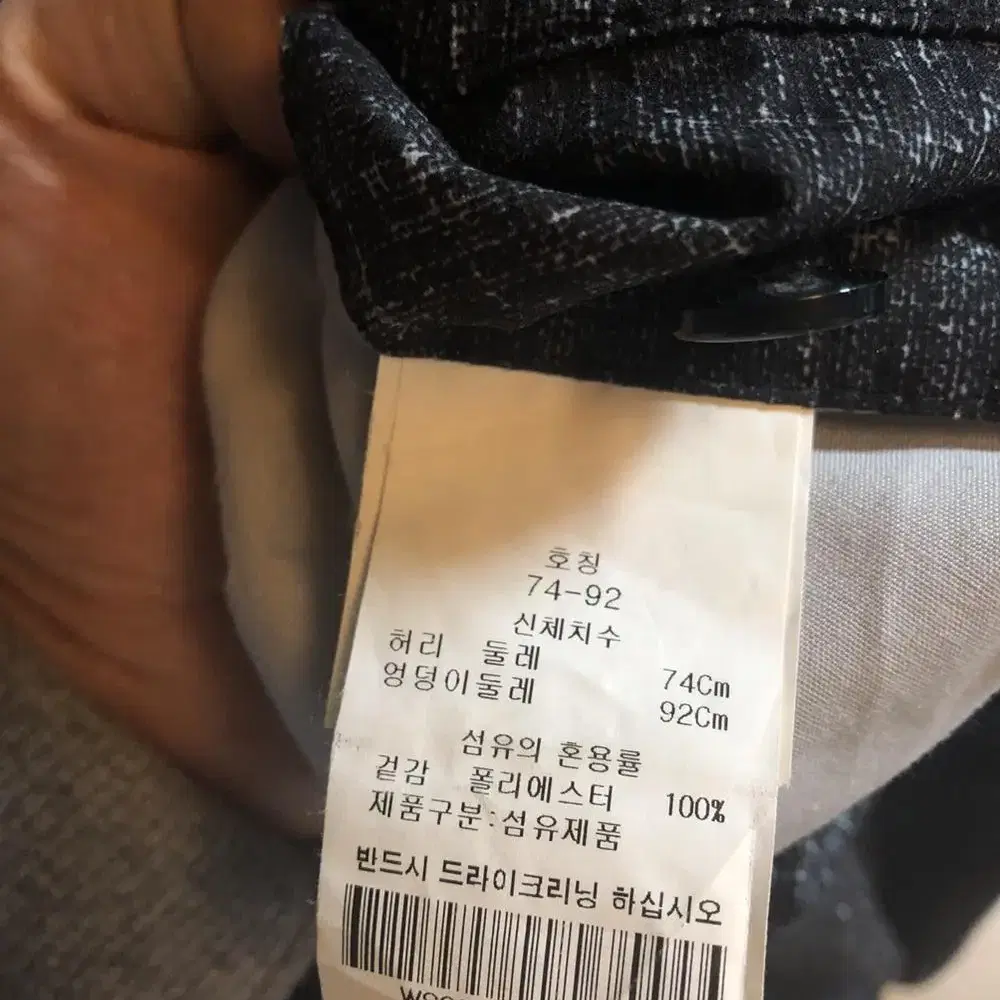 호칭
74-92
신체치수
허리 둘레 74Cm
엉덩이둘레 92Cm
섬유의 혼용률
겉감 폴리에스터 100%
제품구분:섬유제품
반드시 드라이크리닝 하십시오